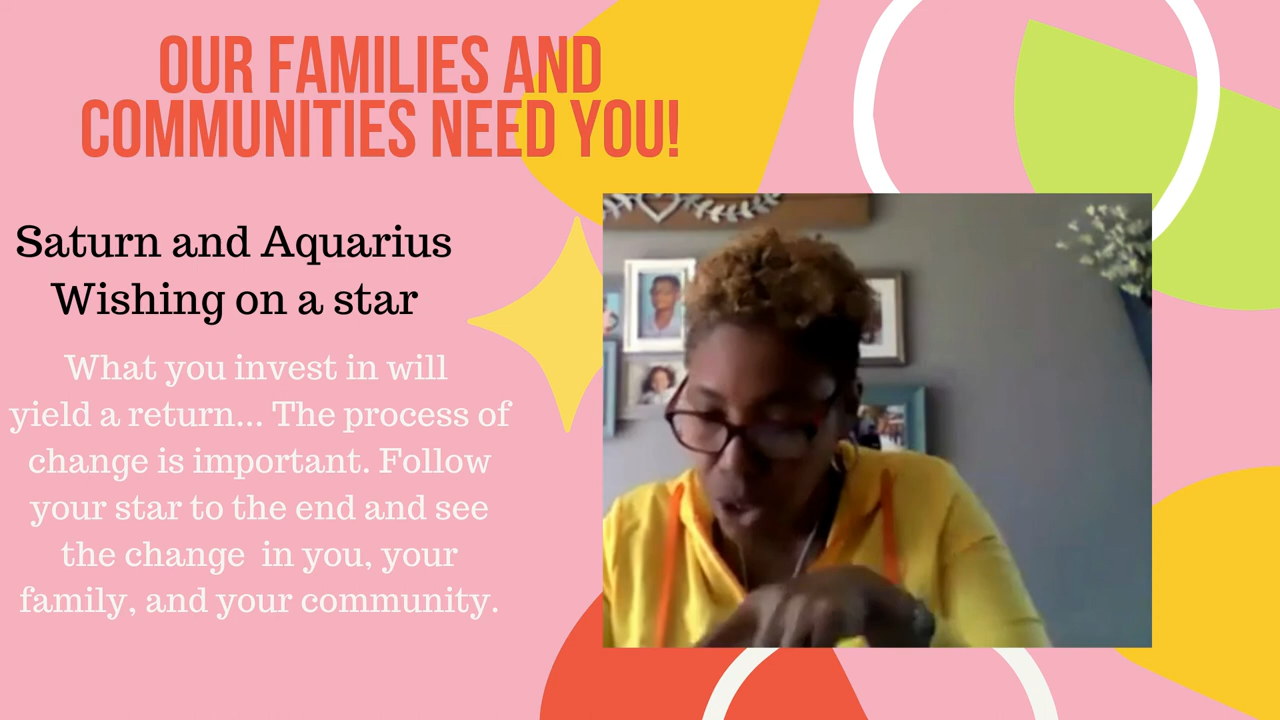 OUR FAMILIES AND
COMMUNITIES NEED YOU!
Saturn and Aquarius
Wishing on a star
What you invest in will
yield a return... The process of
change is important. Follow
your star to the end and see
the change  in you, your
family, and your community.